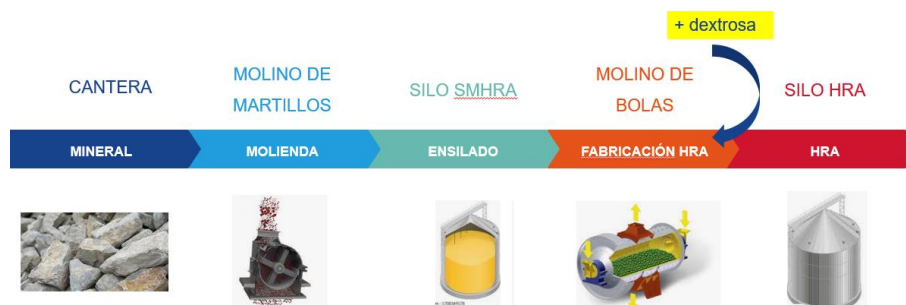 + dextrosa
CANTERA
MOLINO DE
MARTILLOS
SILO SMHRA
MOLINO DE
BOLAS
SILO HRA
MINERAL
MOLIENDA
ENSILADO
FABRICACIÓN HRA
HRA